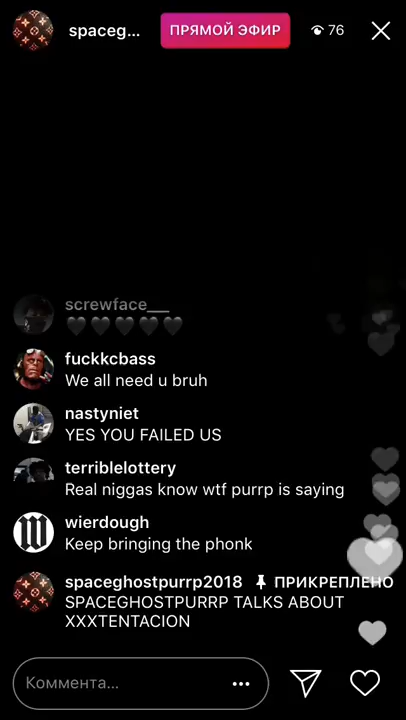 spaceg...
ПРЯМОЙ ЭФИР
76
screwface___
🖤🖤🖤🖤🖤
fuckkcbass
We all need u bruh
nastyniet
YES YOU FAILED US
terriblelottery
Real niggas know wtf purrp is saying
wierdough
Keep bringing the phonk
spaceghostpurrp2018 ПРИКРЕПЛЕНО
SPACEGHOSTPURRP TALKS ABOUT
XXXTENTACION
Коммента...